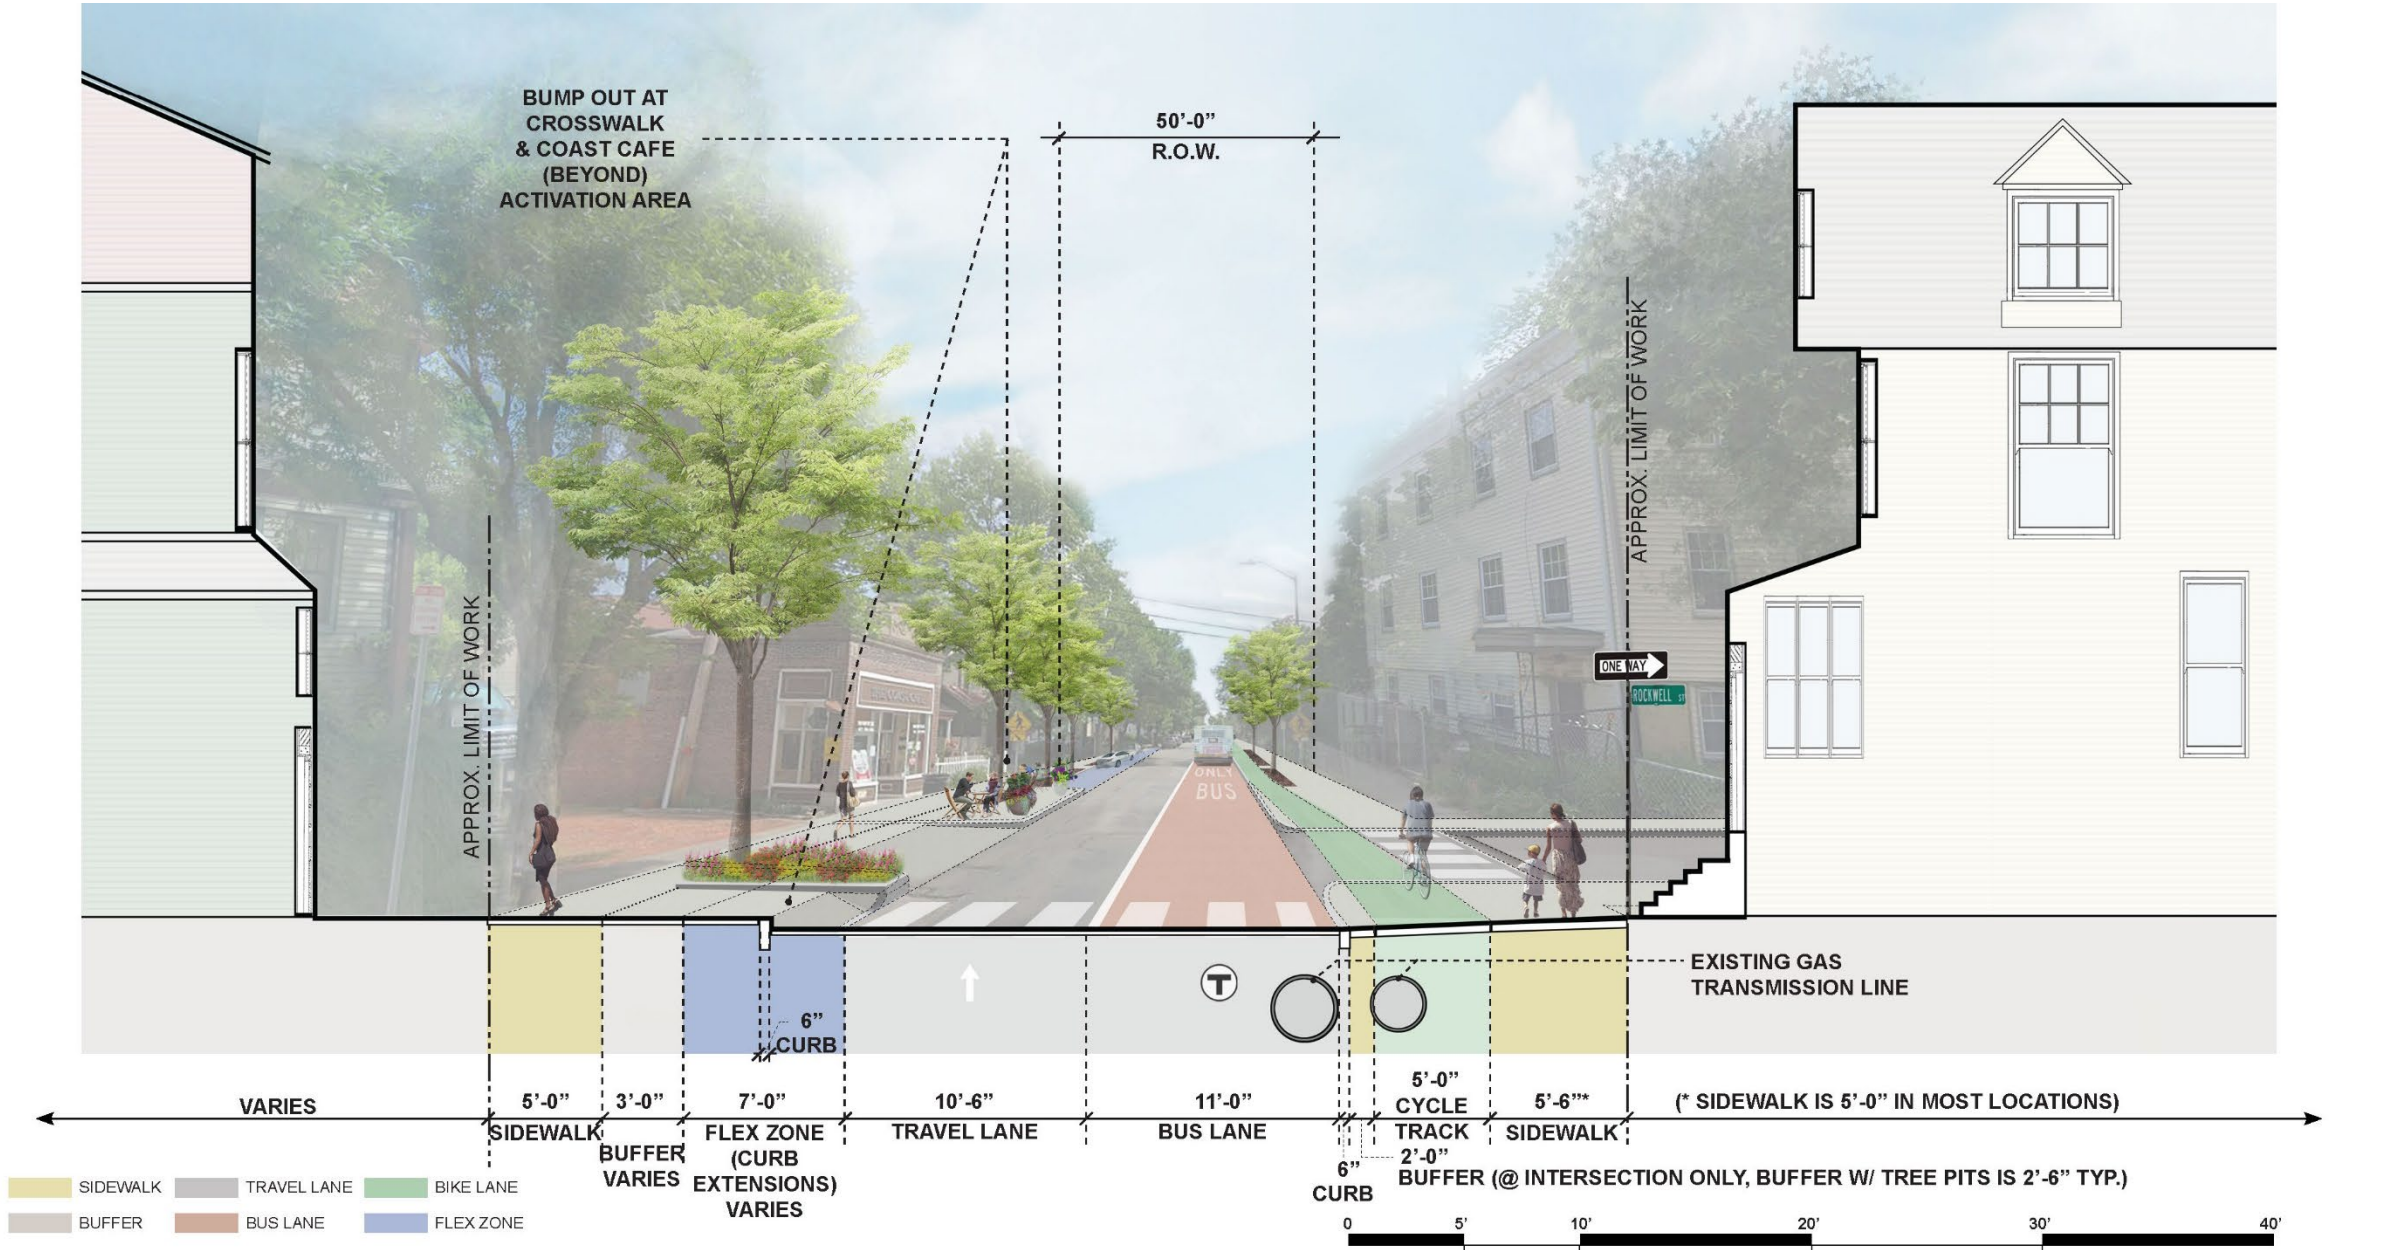 BUMP OUT AT
CROSSWALK
& COAST CAFE
(BEYOND)
ACTIVATION AREA
50’-0”
R.O.W.
APPROX. LIMIT OF WORK
APPROX. LIMIT OF WORK
ONE WAY
ROCKWELL ST
ONLY
BUS
EXISTING GAS
TRANSMISSION LINE
T
6”
CURB
VARIES
5’-0”
SIDEWALK
3’-0”
BUFFER
VARIES
7’-0”
FLEX ZONE
(CURB
EXTENSIONS)
VARIES
10’-6”
TRAVEL LANE
11’-0”
BUS LANE
6”
CURB
5’-0”
CYCLE
TRACK
2’-0”
BUFFER (@ INTERSECTION ONLY, BUFFER W/ TREE PITS IS 2’-6” TYP.)
5’-6”*
SIDEWALK
(* SIDEWALK IS 5’-0” IN MOST LOCATIONS)
SIDEWALK
TRAVEL LANE
BIKE LANE
BUFFER
BUS LANE
FLEX ZONE
0 5’ 10’ 20’ 30’ 40’